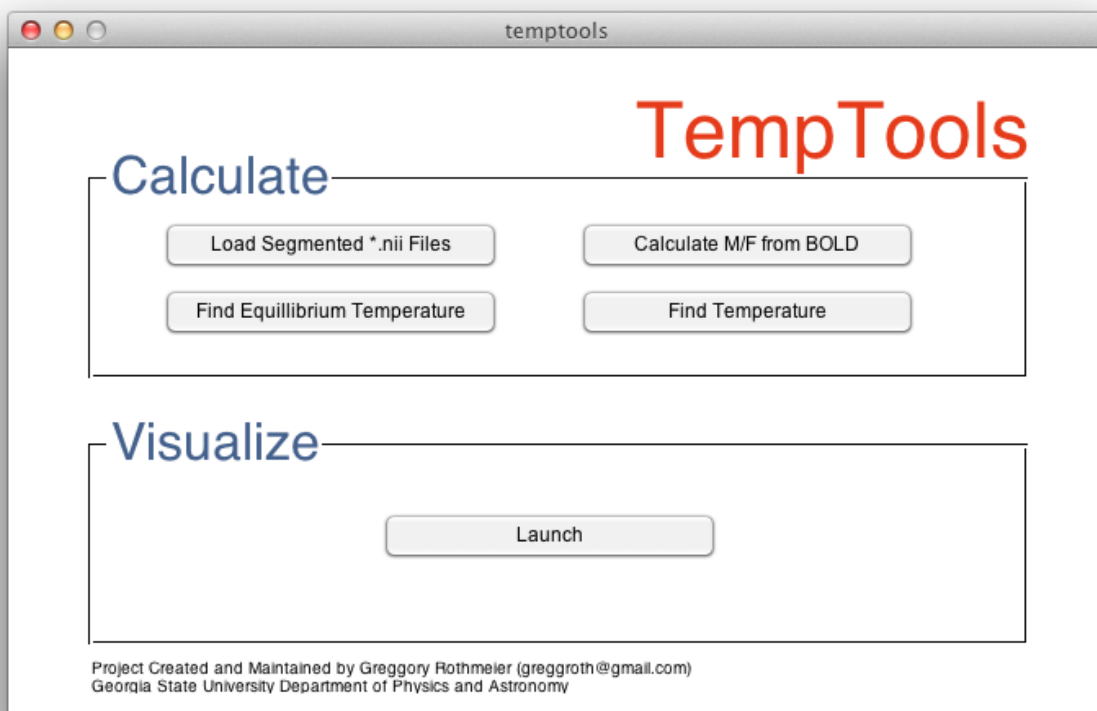 temptools
TempTools
Calculate
Load Segmented *.nii Files
Calculate M/F from BOLD
Find Equillibrium Temperature
Find Temperature
Visualize
Launch
Project Created and Maintained by Greggory Rothmeier (greggroth@gmail.com)
Georgia State University Department of Physics and Astronomy